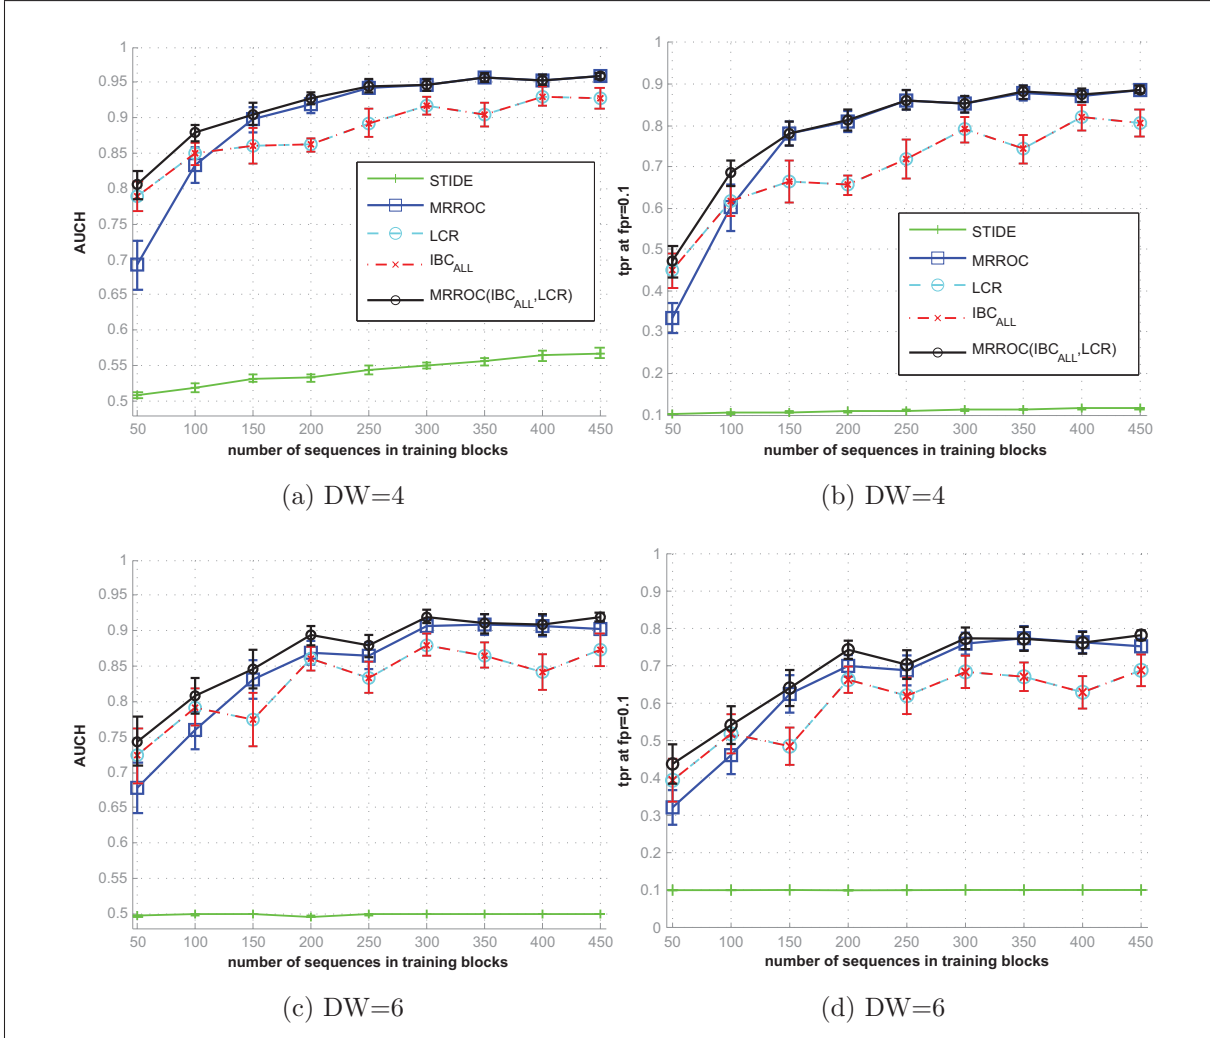 1
0.95
0.9
0.85
0.8
0.75
0.7
0.65
0.6
0.55
0.5
AUCH
STIDE
MRROC
LCR
IBC_ALL
MRROC(IBC_ALL,LCR)
50 100 150 200 250 300 350 400 450
number of sequences in training blocks
(a) DW=4
1
0.9
0.8
0.7
0.6
0.5
0.4
0.3
0.2
0.1
tpr at fpr=0.1
STIDE
MRROC
LCR
IBC_ALL
MRROC(IBC_ALL,LCR)
50 100 150 200 250 300 350 400 450
number of sequences in training blocks
(b) DW=4
1
0.95
0.9
0.85
0.8
0.75
0.7
0.65
0.6
0.55
0.5
AUCH
50 100 150 200 250 300 350 400 450
number of sequences in training blocks
(c) DW=6
1
0.9
0.8
0.7
0.6
0.5
0.4
0.3
0.2
0.1
0
tpr at fpr=0.1
50 100 150 200 250 300 350 400 450
number of sequences in training blocks
(d) DW=6